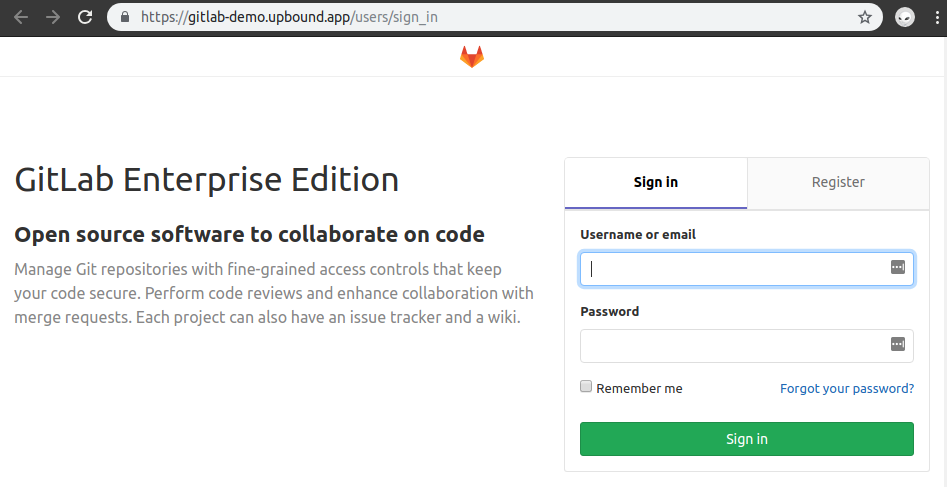 https://gitlab-demo.upbound.app/users/sign_in
GitLab Enterprise Edition
Open source software to collaborate on code
Manage Git repositories with fine-grained access controls that keep
your code secure. Perform code reviews and enhance collaboration with
merge requests. Each project can also have an issue tracker and a wiki.
Sign in
Register
Username or email
Password
Remember me
Forgot your password?
Sign in